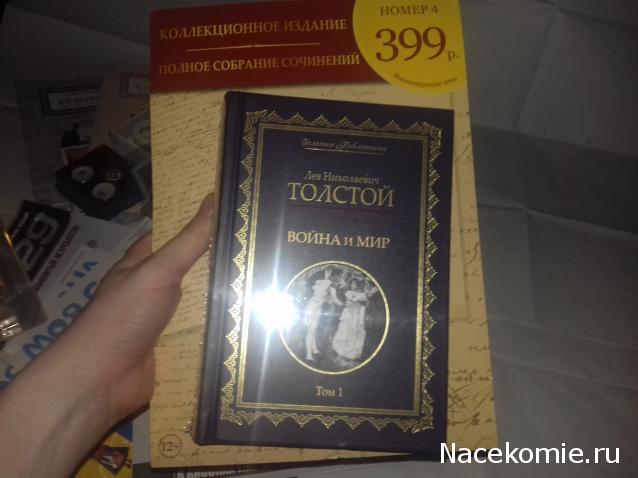 КОЛЛЕКЦИОННОЕ ИЗДАНИЕ
ПОЛНОЕ СОБРАНИЕ СОЧИНЕНИЙ
НОМЕР 4
399 р.
Рекомендуемая цена
Золотая Библиотека
Лев Николаевич
ТОЛСТОЙ
ВОЙНА и МИР
Том 1
12+
29
Nacekomie.ru